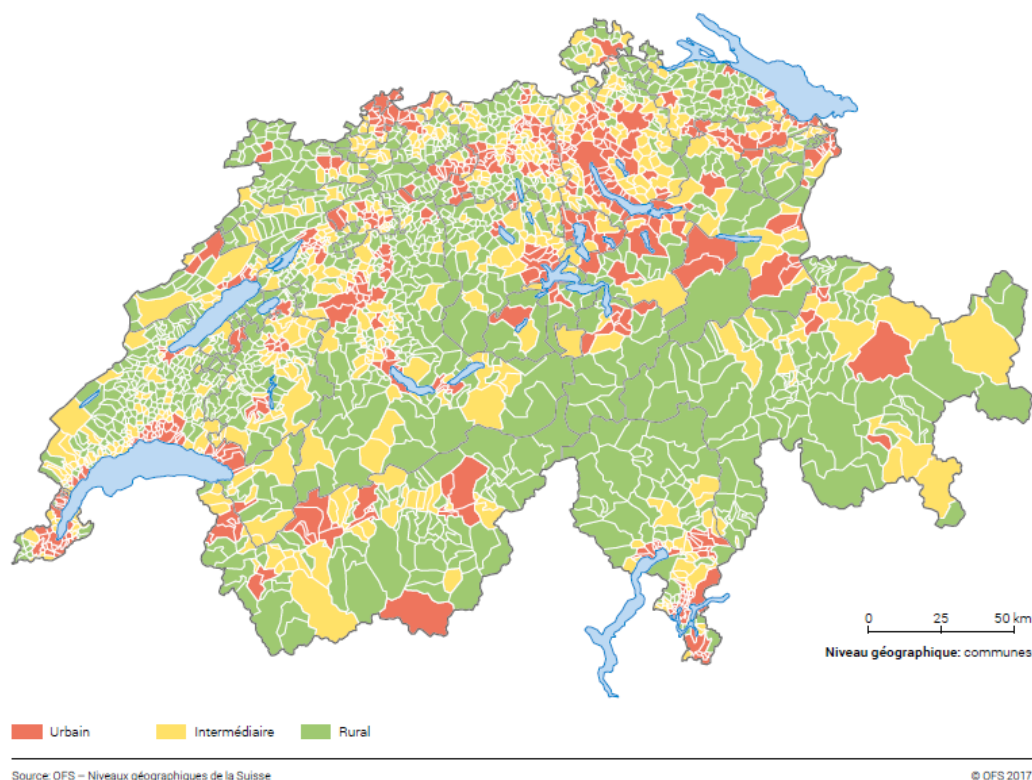 0 25 50 km
Niveau géographique: communes
Urbain Intermédiaire Rural
Source: OFS – Niveaux géographiques de la Suisse © OFS 2017